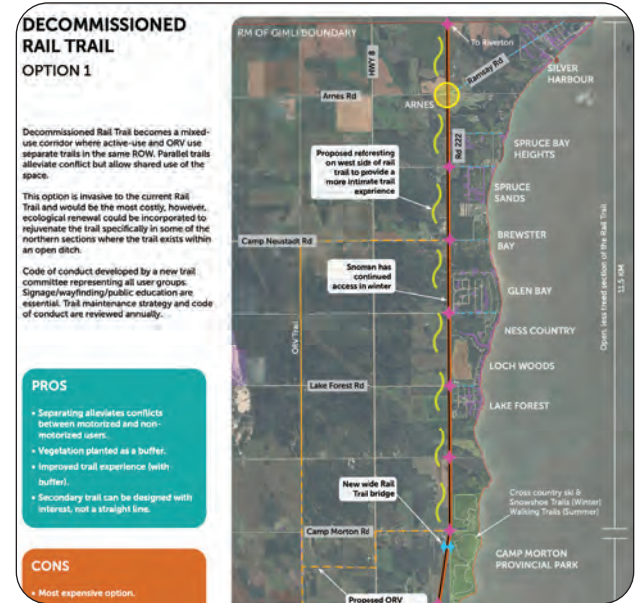 DECOMMISSIONED
RAIL TRAIL
OPTION 1
Decommissioned Rail Trail becomes a mixed-
use corridor where active-use and ORV use
separate trails in the same ROW. Parallel trails
alleviate conflict but allow shared use of the
space.
This option is invasive to the current Rail
Trail and would be the most costly, however,
ecological renewal could be incorporated to
rejuvenate the trail specifically in some of the
northern sections where the trail exists within
an open ditch.
Code of conduct developed by a new trail
committee representing all user groups.
Signage/wayfinding/public education are
essential. Trail maintenance strategy and code
of conduct are reviewed annually.
PROS
• Separating alleviates conflicts
between motorized and non-
motorized users.
• Vegetation planted as a buffer.
• Improved trail experience (with
buffer).
• Secondary trail can be designed with
interest, not a straight line.
CONS
• Most expensive option.
RM OF GIMLI BOUNDARY
To Riverton
HWY 8
Ramsay Rd
SILVER
HARBOUR
Arnes Rd
ARNES
Rd 222
Proposed reforesting
on west side of rail
trail to provide a
more intimate trail
experience
SPRUCE BAY
HEIGHTS
SPRUCE
SANDS
Camp Neustadt Rd
BREWSTER
BAY
Snoman has
continued
access in winter
GLEN BAY
Open, less treed section of the Rail Trail
11.5 KM
ORV Trail
NESS COUNTRY
LOCH WOODS
Lake Forest Rd
LAKE FOREST
New wide Rail
Trail bridge
Cross country ski &
Snowshoe Trails (Winter)
Walking Trails (Summer)
Camp Morton Rd
CAMP MORTON
PROVINCIAL PARK
Proposed ORV